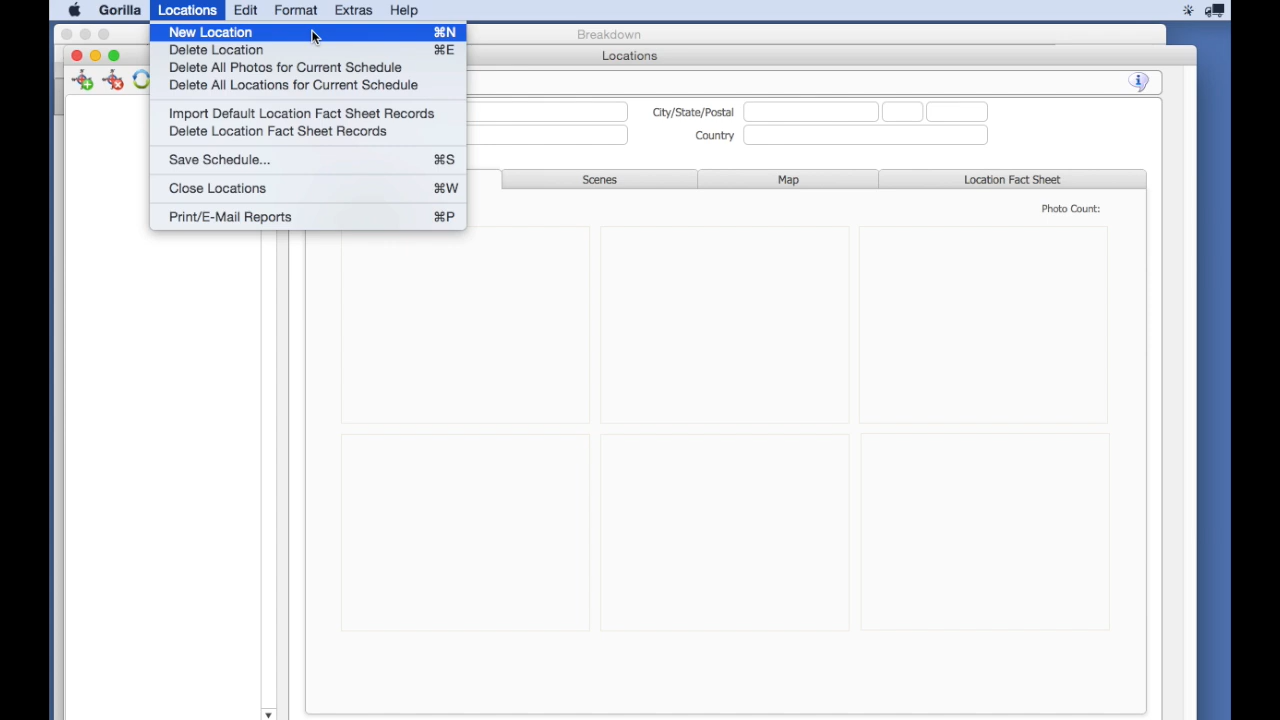 Gorilla Locations Edit Format Extras Help
Breakdown
Locations
New Location ⌘N
Delete Location ⌘E
Delete All Photos for Current Schedule
Delete All Locations for Current Schedule
Import Default Location Fact Sheet Records
Delete Location Fact Sheet Records
Save Schedule... ⌘S
Close Locations ⌘W
Print/E-Mail Reports ⌘P
City/State/Postal
Country
Scenes Map Location Fact Sheet
Photo Count: